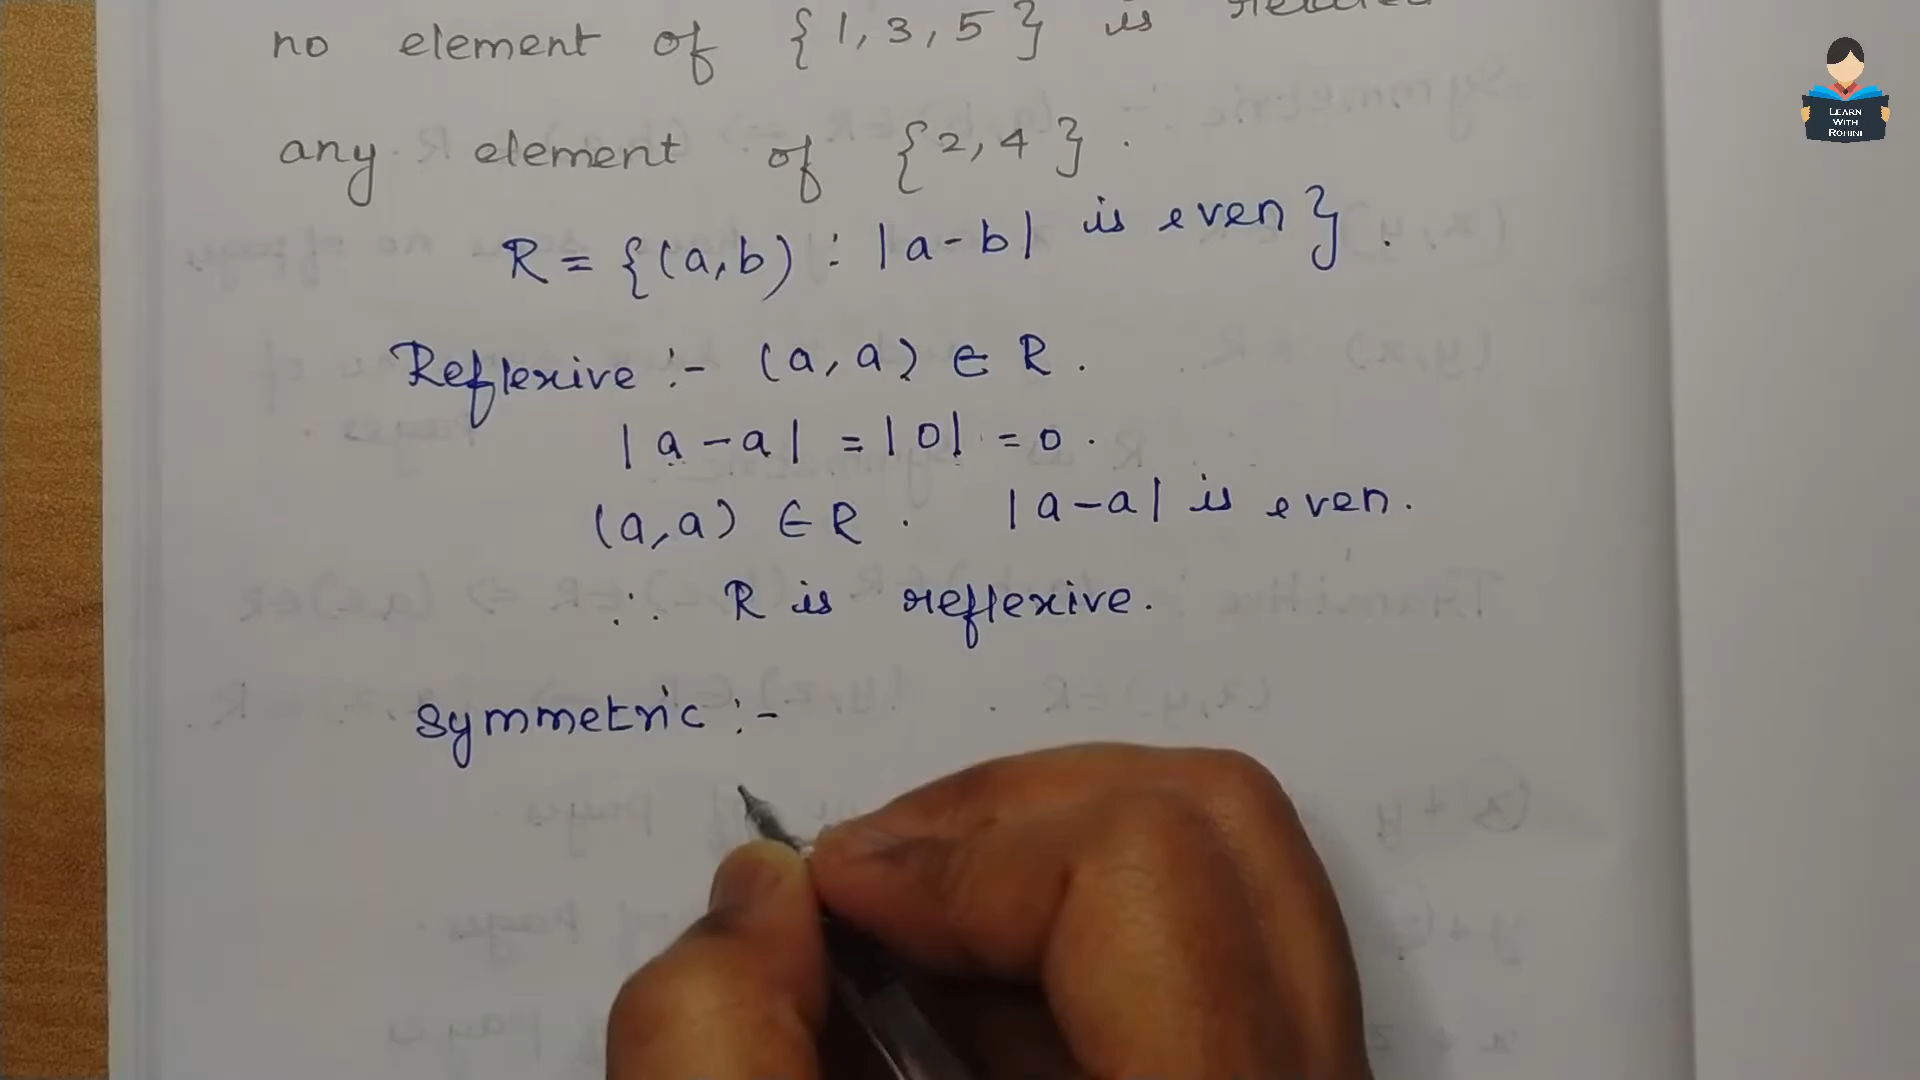 no element of {1, 3, 5} is related
any element of {2, 4}.
R = {(a, b) : |a - b| is even}.
Reflexive :- (a, a) ∈ R.
|a - a| = |0| = 0.
(a, a) ∈ R. |a - a| is even.
∴ R is reflexive.
Symmetric :-
LEARN
WITH
ROHINI